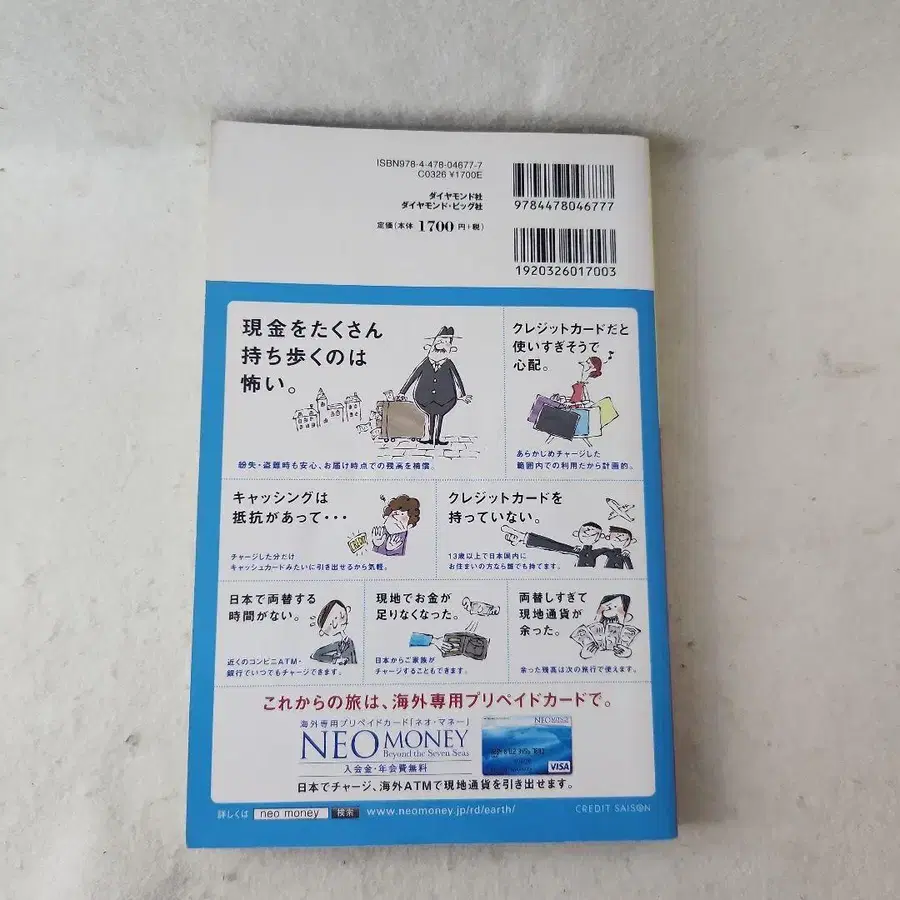 ISBN978-4-478-04677-7
C0326 ¥1700E
ダイヤモンド社
ダイヤモンド・ビッグ社
定価(本体1700円+税)
9784478046777
1920326017003
現金をたくさん
持ち歩くのは
怖い。
紛失・盗難時も安心、お届け時点での残高を補償。
クレジットカードだと
使いすぎそうで
心配。
あらかじめチャージした
範囲内での利用だから計画的。
キャッシングは
抵抗があって・・・
チャージした分だけ
キャッシュカードみたいに引き出せるから気軽。
クレジットカードを
持っていない。
13歳以上で日本国内に
お住まいの方なら誰でも持てます。
日本で両替する
時間がない。
近くのコンビニATM・
銀行でいつでもチャージできます。
現地でお金が
足りなくなった。
日本からご家族が
チャージすることもできます。
両替しすぎて
現地通貨が
余った。
余った残高は次の旅行で使えます。
これからの旅は、海外専用プリペイドカードで。
海外専用プリペイドカード「ネオ・マネー」
NEO MONEY
Beyond the Seven Seas
入会金・年会費無料
VISA
日本でチャージ、海外ATMで現地通貨を引き出せます。
詳しくは neo money 検索 www.neomoney.jp/rd/earth/
CREDIT SAISON